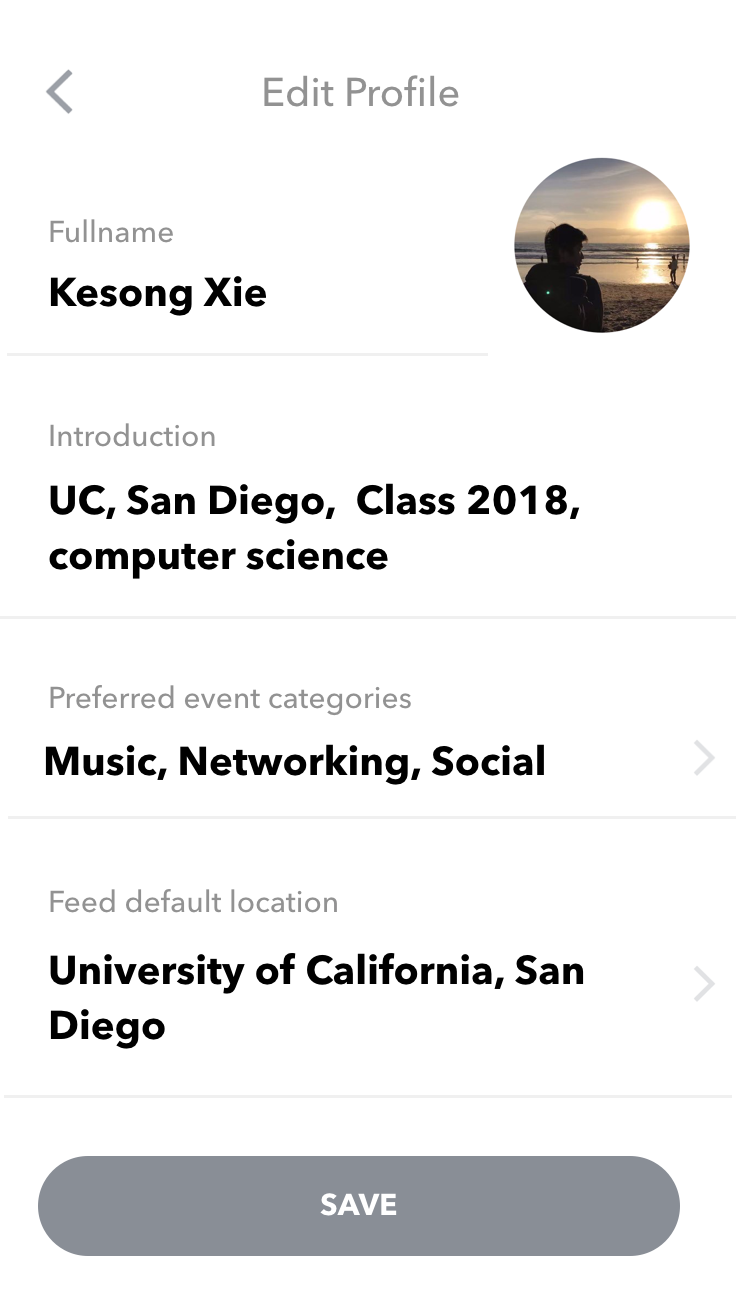 Edit Profile
Fullname
Kesong Xie
Introduction
UC, San Diego,  Class 2018,
computer science
Preferred event categories
Music, Networking, Social
Feed default location
University of California, San
Diego
SAVE